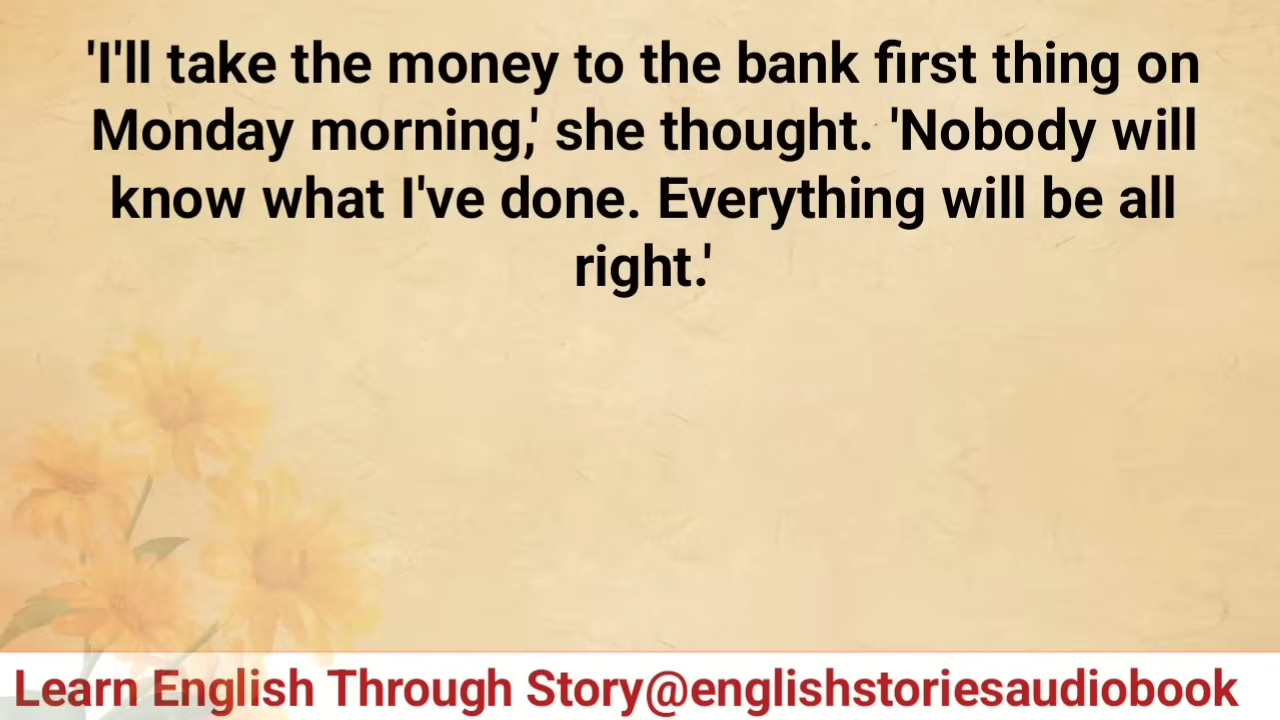 'I'll take the money to the bank first thing on
Monday morning,' she thought. 'Nobody will
know what I've done. Everything will be all
right.'
Learn English Through Story@englishstoriesaudiobook